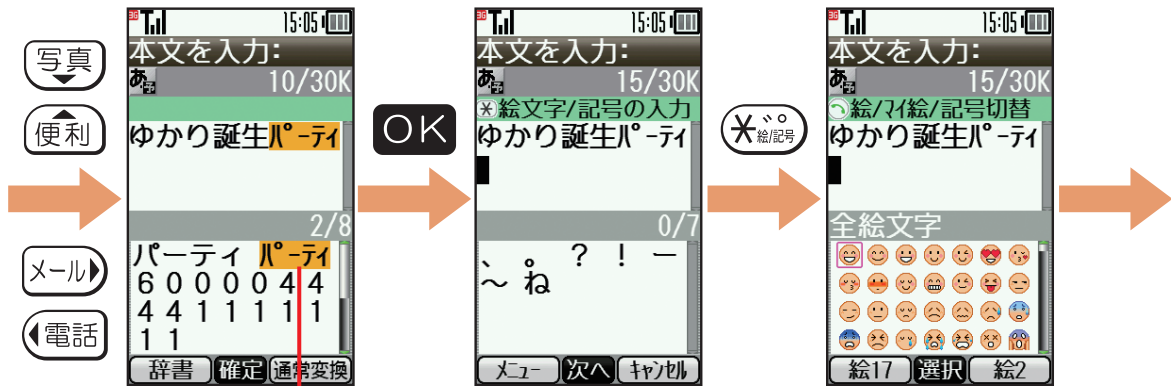 写真
便利
メール
電話
3G 15:05
本文を入力:
あ 10/30K
ゆかり誕生ﾊﾟｰﾃｨ
2/8
パーティ ﾊﾟｰﾃｨ
6 0 0 0 0 4 4
4 4 1 1 1 1 1
1 1
辞書 確定 通常変換
OK
3G 15:05
本文を入力:
あ 15/30K
絵文字/記号の入力
ゆかり誕生ﾊﾟｰﾃｨ
0/7
、 。 ？ ！ ー
～ ね
ﾒﾆｭｰ 次へ ｷｬﾝｾﾙ
絵/記号
3G 15:05
本文を入力:
あ 15/30K
絵/ﾏｲ絵/記号切替
ゆかり誕生ﾊﾟｰﾃｨ
全絵文字
絵17 選択 絵2